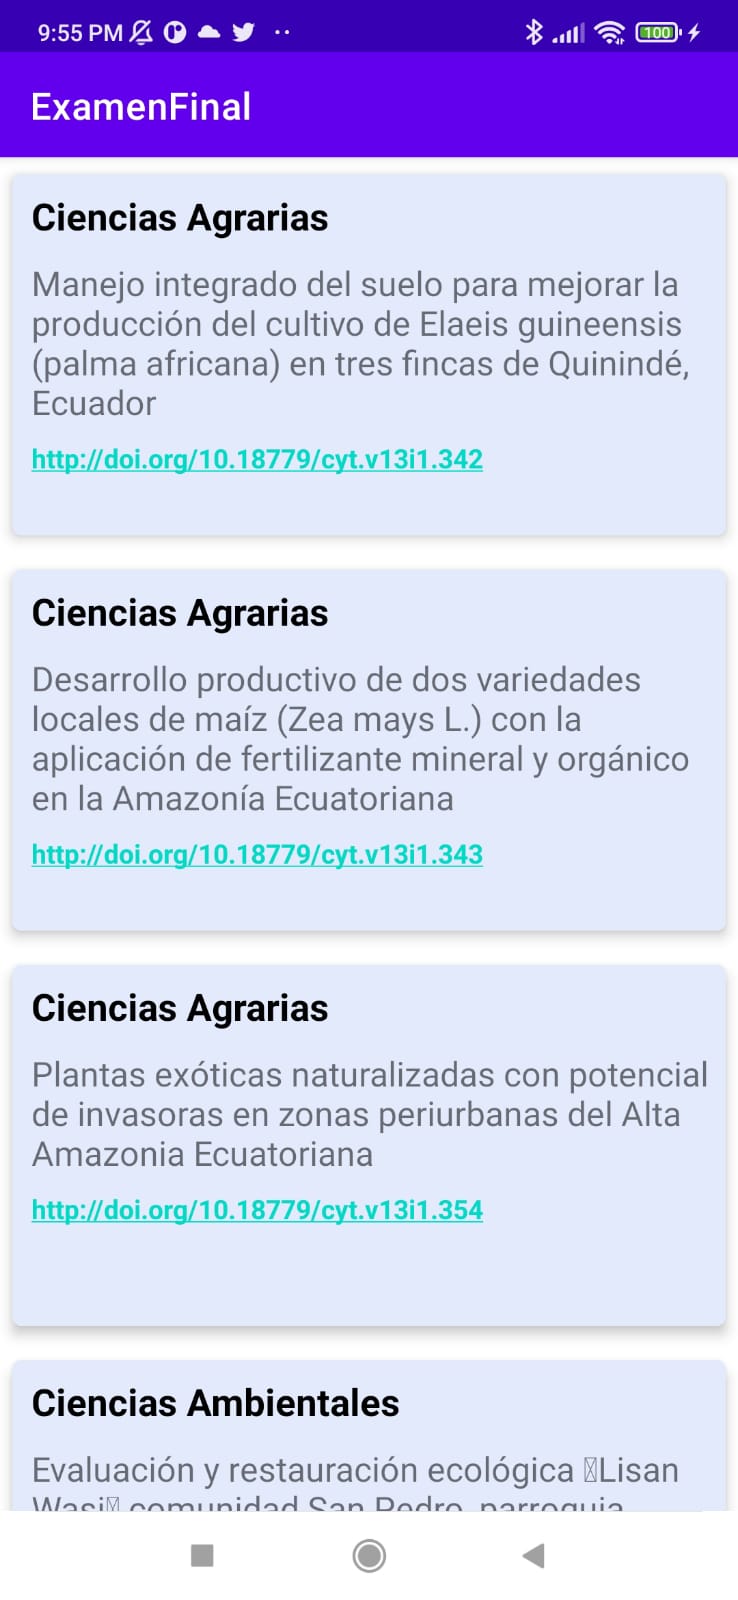 9:55 PM
100
ExamenFinal
Ciencias Agrarias
Manejo integrado del suelo para mejorar la
producción del cultivo de Elaeis guineensis
(palma africana) en tres fincas de Quinindé,
Ecuador
http://doi.org/10.18779/cyt.v13i1.342
Ciencias Agrarias
Desarrollo productivo de dos variedades
locales de maíz (Zea mays L.) con la
aplicación de fertilizante mineral y orgánico
en la Amazonía Ecuatoriana
http://doi.org/10.18779/cyt.v13i1.343
Ciencias Agrarias
Plantas exóticas naturalizadas con potencial
de invasoras en zonas periurbanas del Alta
Amazonia Ecuatoriana
http://doi.org/10.18779/cyt.v13i1.354
Ciencias Ambientales
Evaluación y restauración ecológica Lisan
Wasi comunidad San Pedro, parroquia